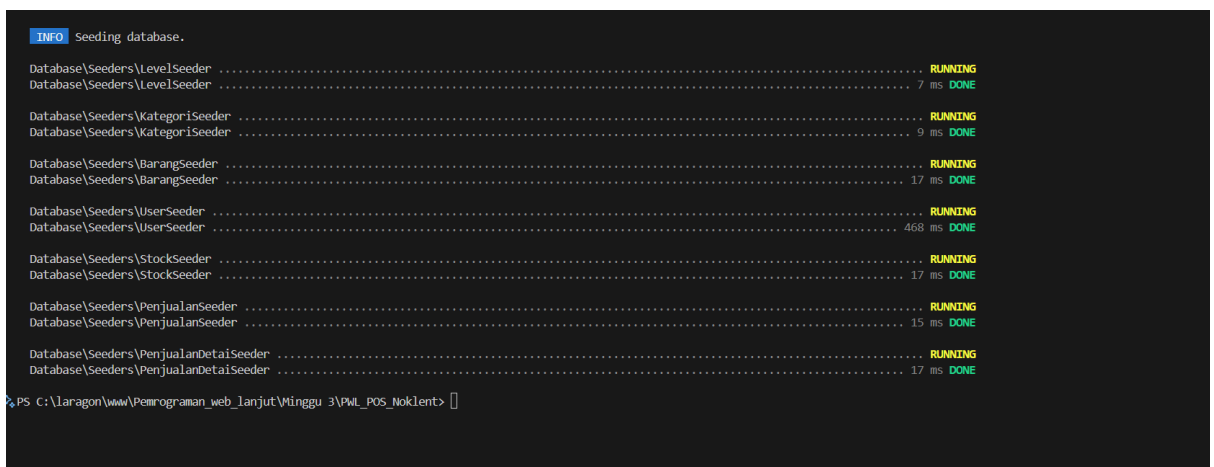 INFO Seeding database.
Database\Seeders\LevelSeeder ........................................................................................................ RUNNING
Database\Seeders\LevelSeeder ........................................................................................................ 7 ms DONE
Database\Seeders\KategoriSeeder ..................................................................................................... RUNNING
Database\Seeders\KategoriSeeder ..................................................................................................... 9 ms DONE
Database\Seeders\BarangSeeder ....................................................................................................... RUNNING
Database\Seeders\BarangSeeder ...................................................................................................... 17 ms DONE
Database\Seeders\UserSeeder ......................................................................................................... RUNNING
Database\Seeders\UserSeeder ....................................................................................................... 468 ms DONE
Database\Seeders\StockSeeder ........................................................................................................ RUNNING
Database\Seeders\StockSeeder ....................................................................................................... 17 ms DONE
Database\Seeders\PenjualanSeeder .................................................................................................... RUNNING
Database\Seeders\PenjualanSeeder ................................................................................................... 15 ms DONE
Database\Seeders\PenjualanDetaiSeeder ............................................................................................... RUNNING
Database\Seeders\PenjualanDetaiSeeder .............................................................................................. 17 ms DONE
PS C:\laragon\www\Pemrograman_web_lanjut\Minggu 3\PWL_POS_Noklent>